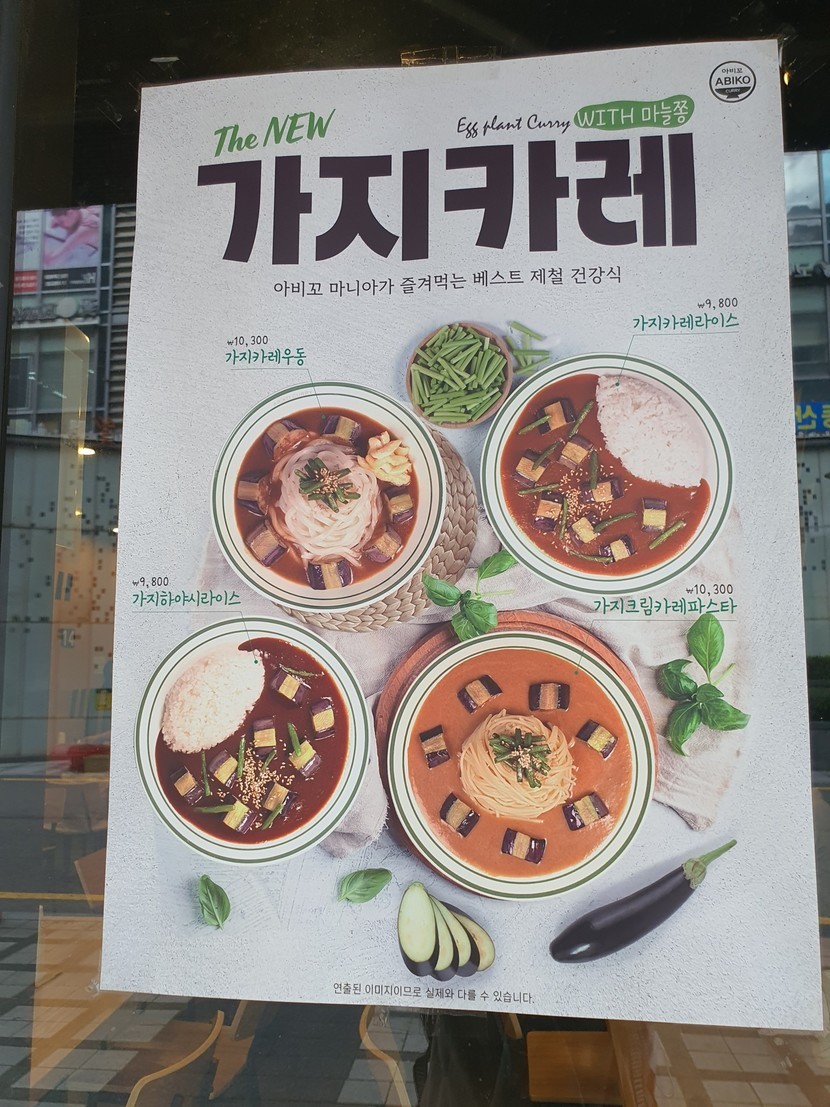 아비꼬
ABIKO
CURRY
The NEW
Egg plant Curry WITH 마늘쫑
가지카레
아비꼬 마니아가 즐겨먹는 베스트 제철 건강식
₩10,300
가지카레우동
₩9,800
가지카레라이스
₩9,800
가지하야시라이스
₩10,300
가지크림카레파스타
연출된 이미지이므로 실제와 다를 수 있습니다.